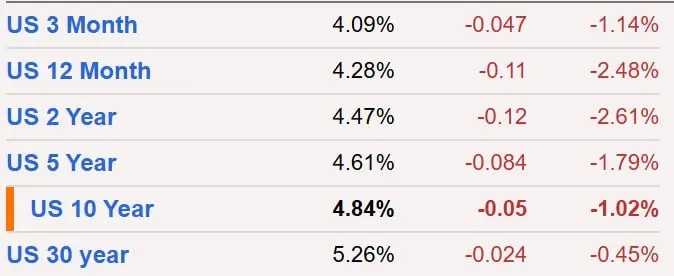 US 3 Month 4.09% -0.047 -1.14%
US 12 Month 4.28% -0.11 -2.48%
US 2 Year 4.47% -0.12 -2.61%
US 5 Year 4.61% -0.084 -1.79%
US 10 Year 4.84% -0.05 -1.02%
US 30 year 5.26% -0.024 -0.45%